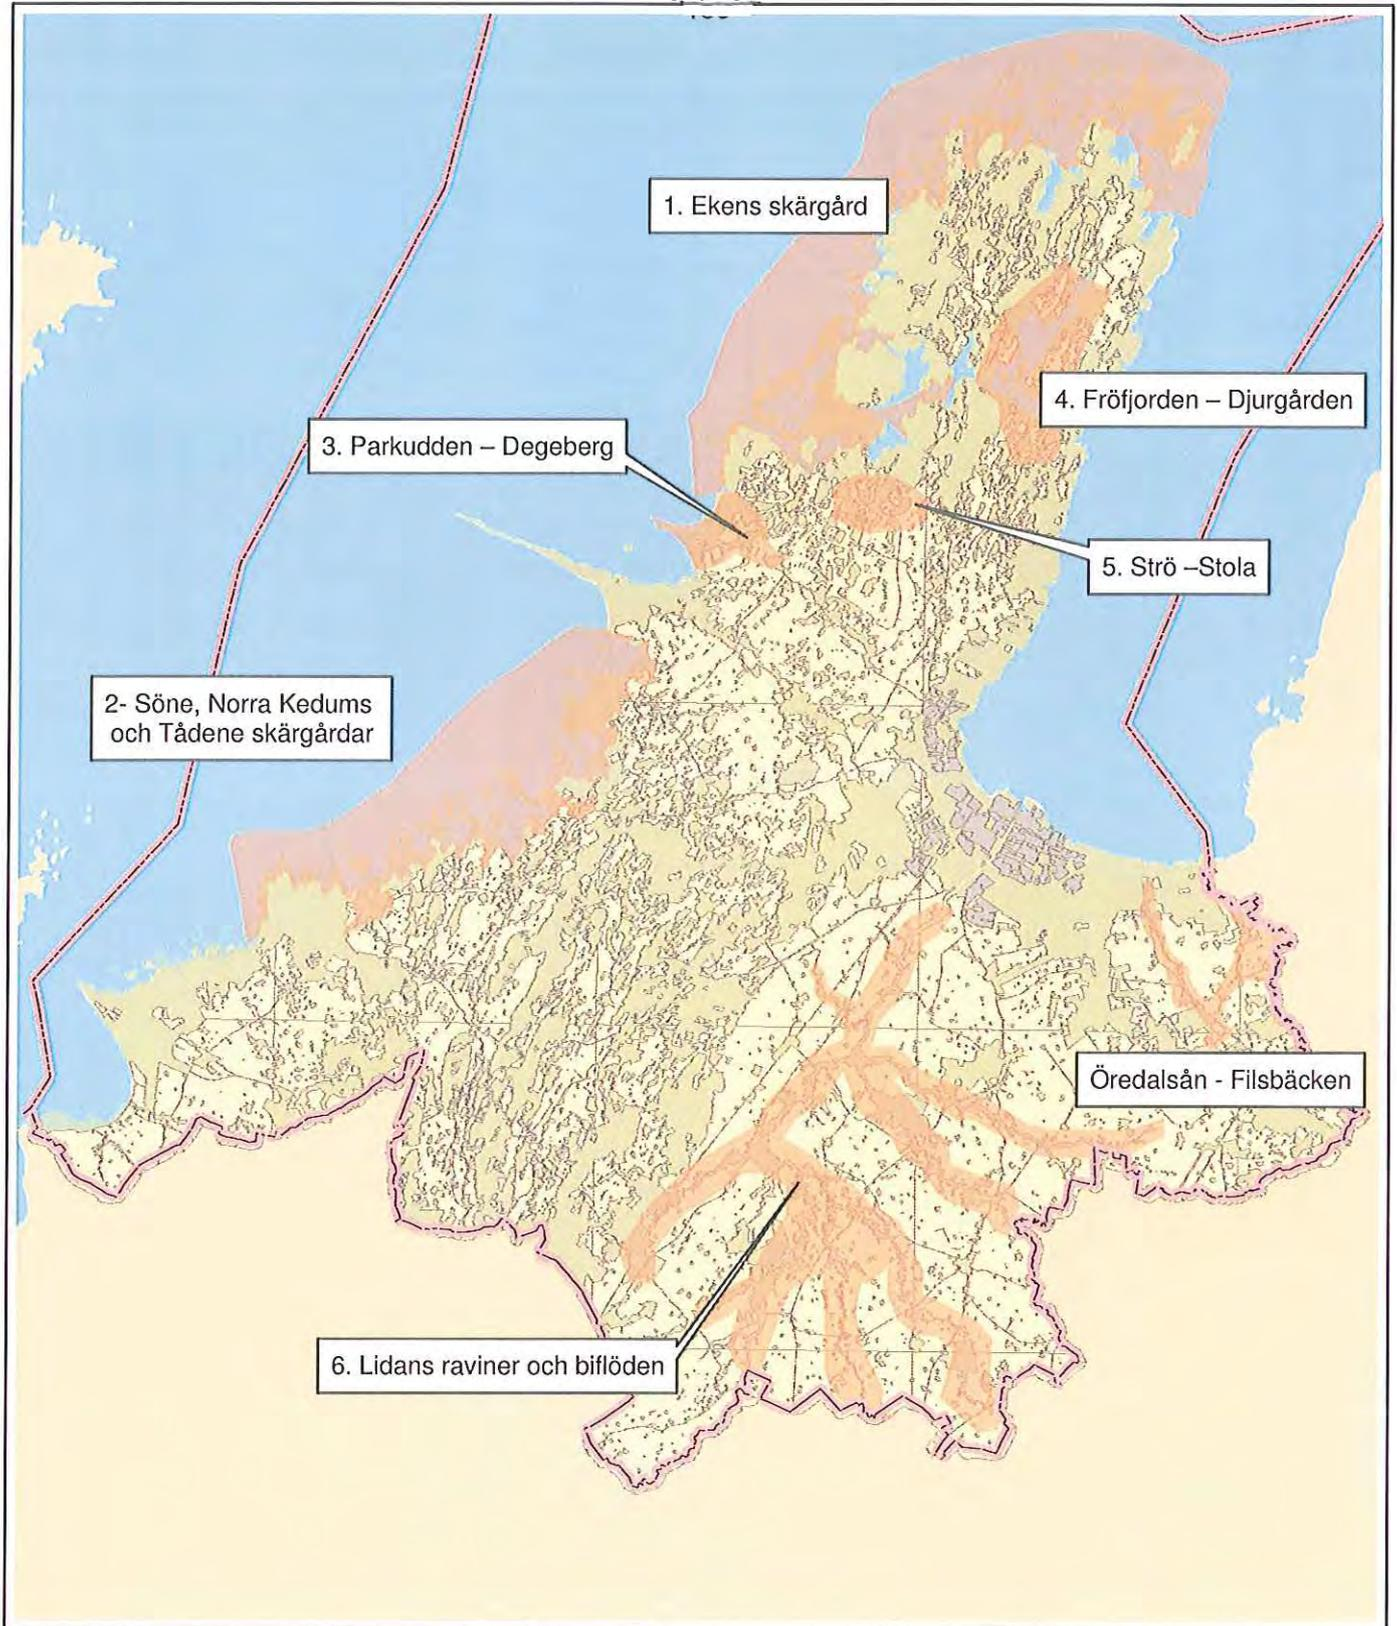 1. Ekens skärgård
4. Fröfjorden – Djurgården
3. Parkudden – Degeberg
5. Strö –Stola
2- Söne, Norra Kedums
och Tådene skärgårdar
Öredalsån - Filsbäcken
6. Lidans raviner och biflöden